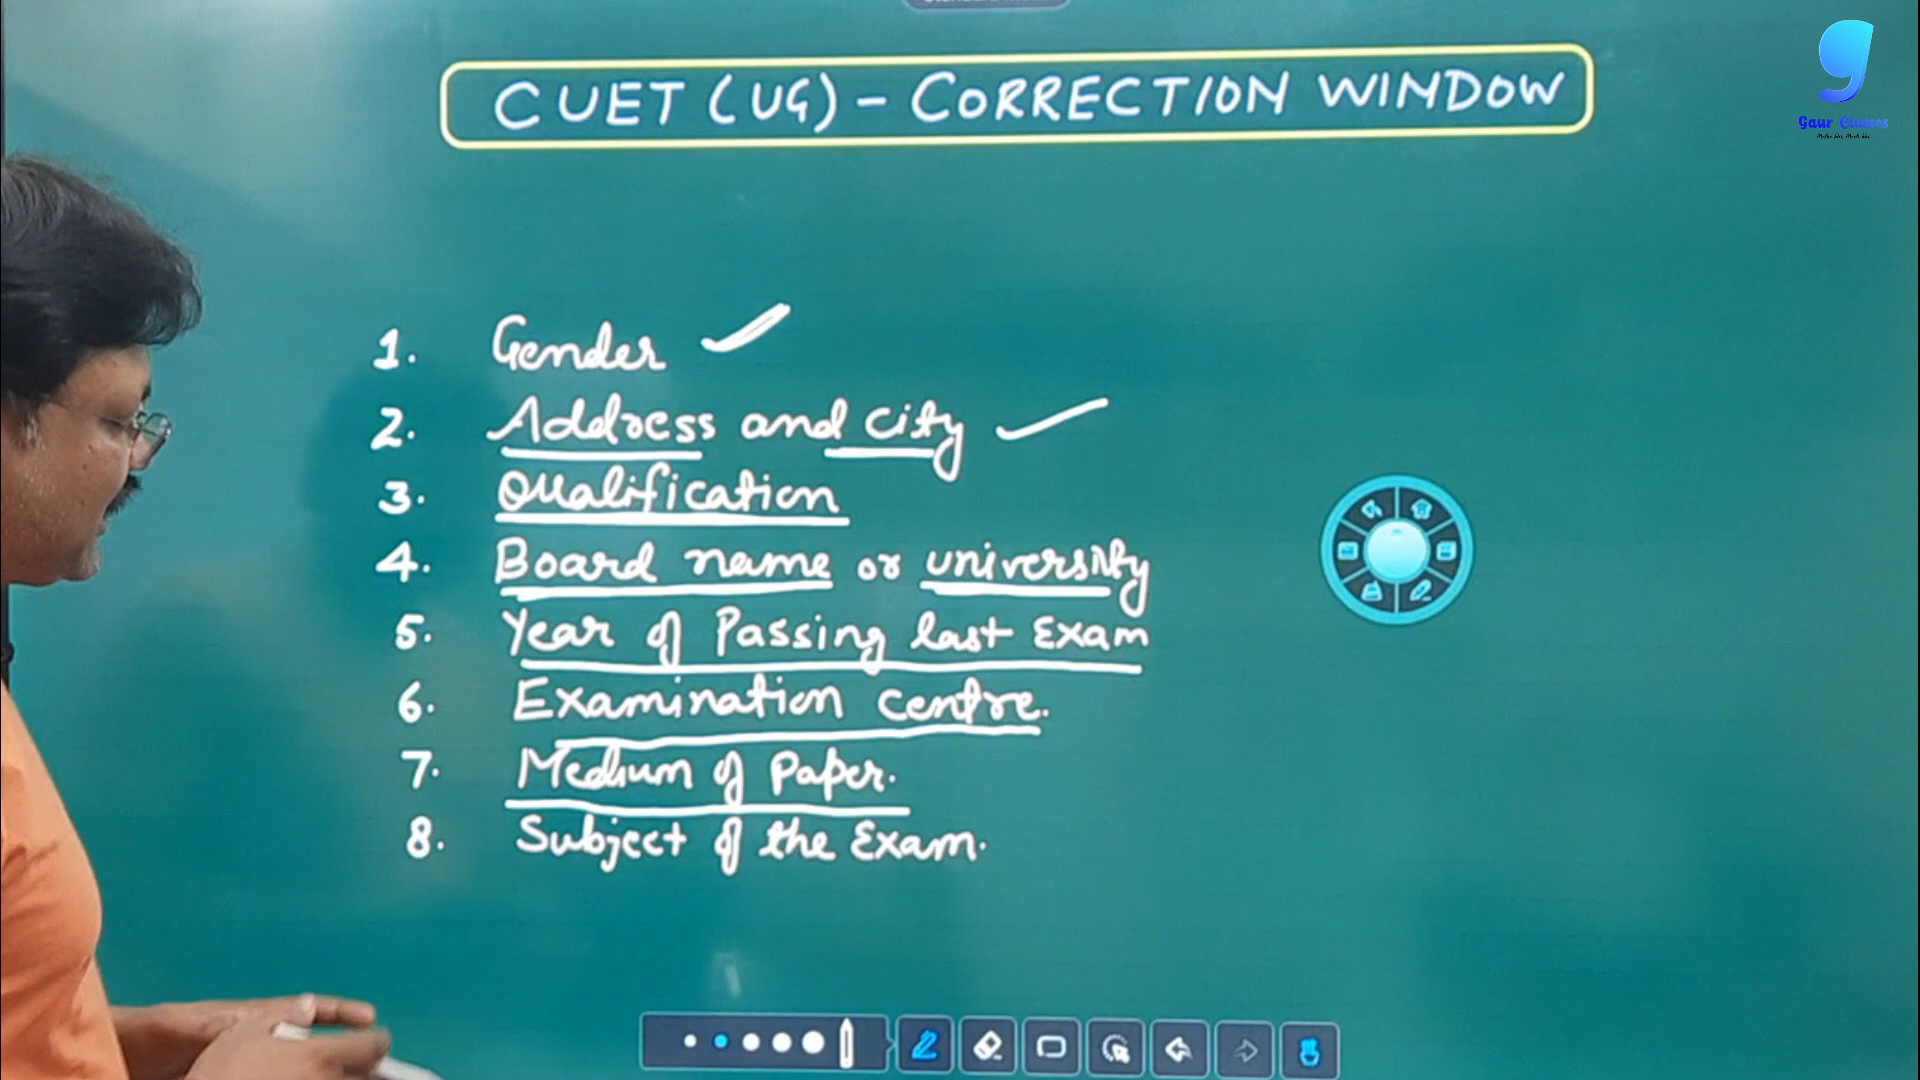 CUET (UG) - CORRECTION WINDOW
Gaur Classes
1. Gender
2. Address and city
3. Qualification
4. Board name or university
5. Year of Passing last Exam
6. Examination centre.
7. Medium of Paper.
8. Subject of the Exam.